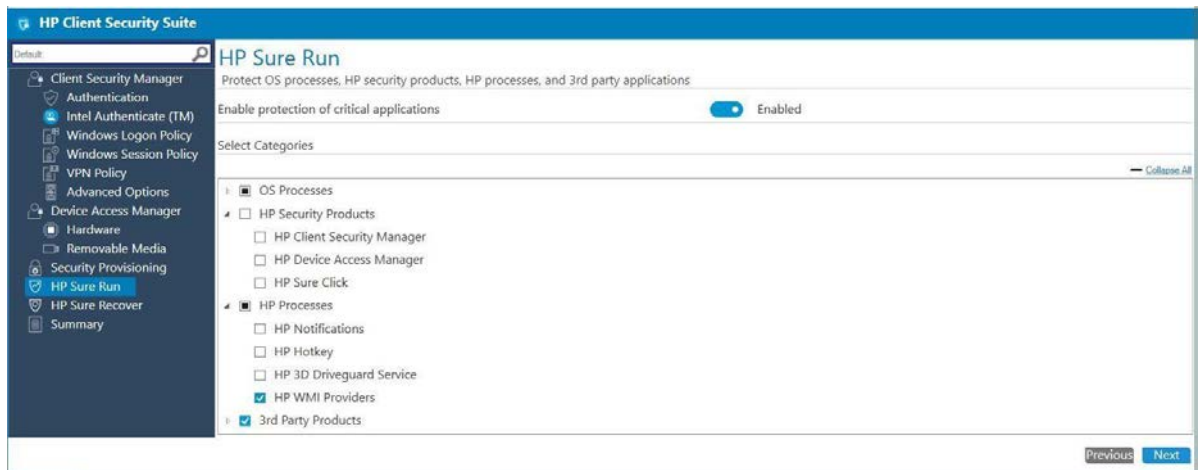 HP Client Security Suite
Default
Client Security Manager
Authentication
Intel Authenticate (TM)
Windows Logon Policy
Windows Session Policy
VPN Policy
Advanced Options
Device Access Manager
Hardware
Removable Media
Security Provisioning
HP Sure Run
HP Sure Recover
Summary
HP Sure Run
Protect OS processes, HP security products, HP processes, and 3rd party applications
Enable protection of critical applications Enabled
Select Categories
Collapse All
OS Processes
HP Security Products
HP Client Security Manager
HP Device Access Manager
HP Sure Click
HP Processes
HP Notifications
HP Hotkey
HP 3D Driveguard Service
HP WMI Providers
3rd Party Products
Previous Next